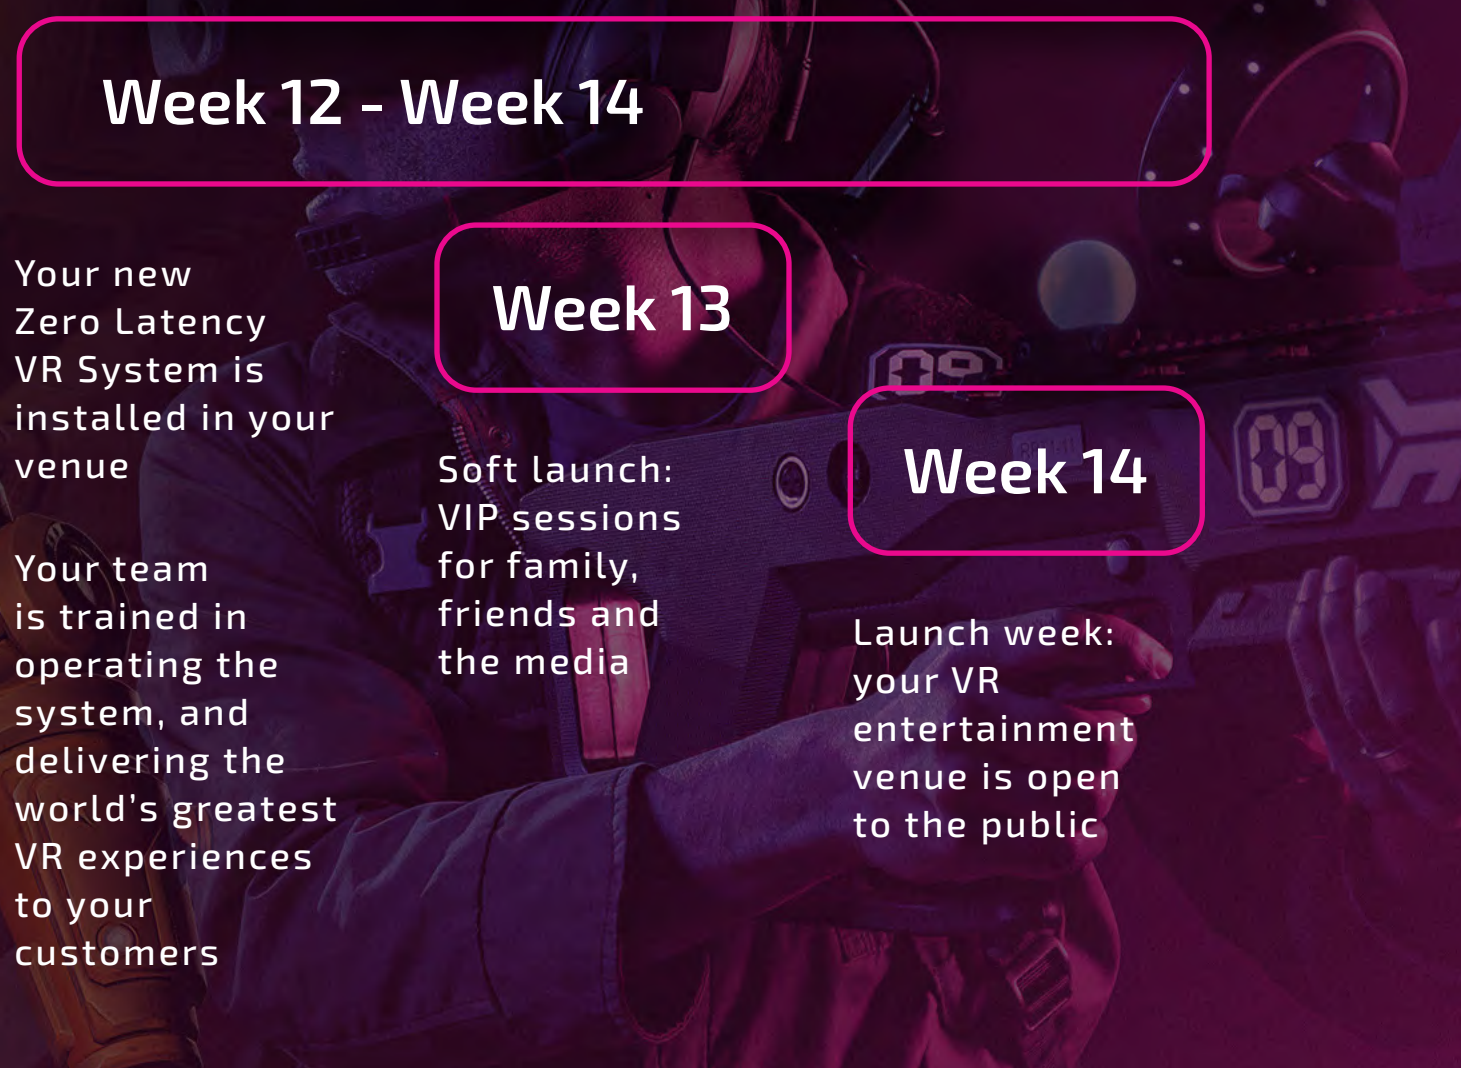 Week 12 - Week 14
Your new
Zero Latency
VR System is
installed in your
venue
Your team
is trained in
operating the
system, and
delivering the
world’s greatest
VR experiences
to your
customers
Week 13
Soft launch:
VIP sessions
for family,
friends and
the media
Week 14
Launch week:
your VR
entertainment
venue is open
to the public
09
09